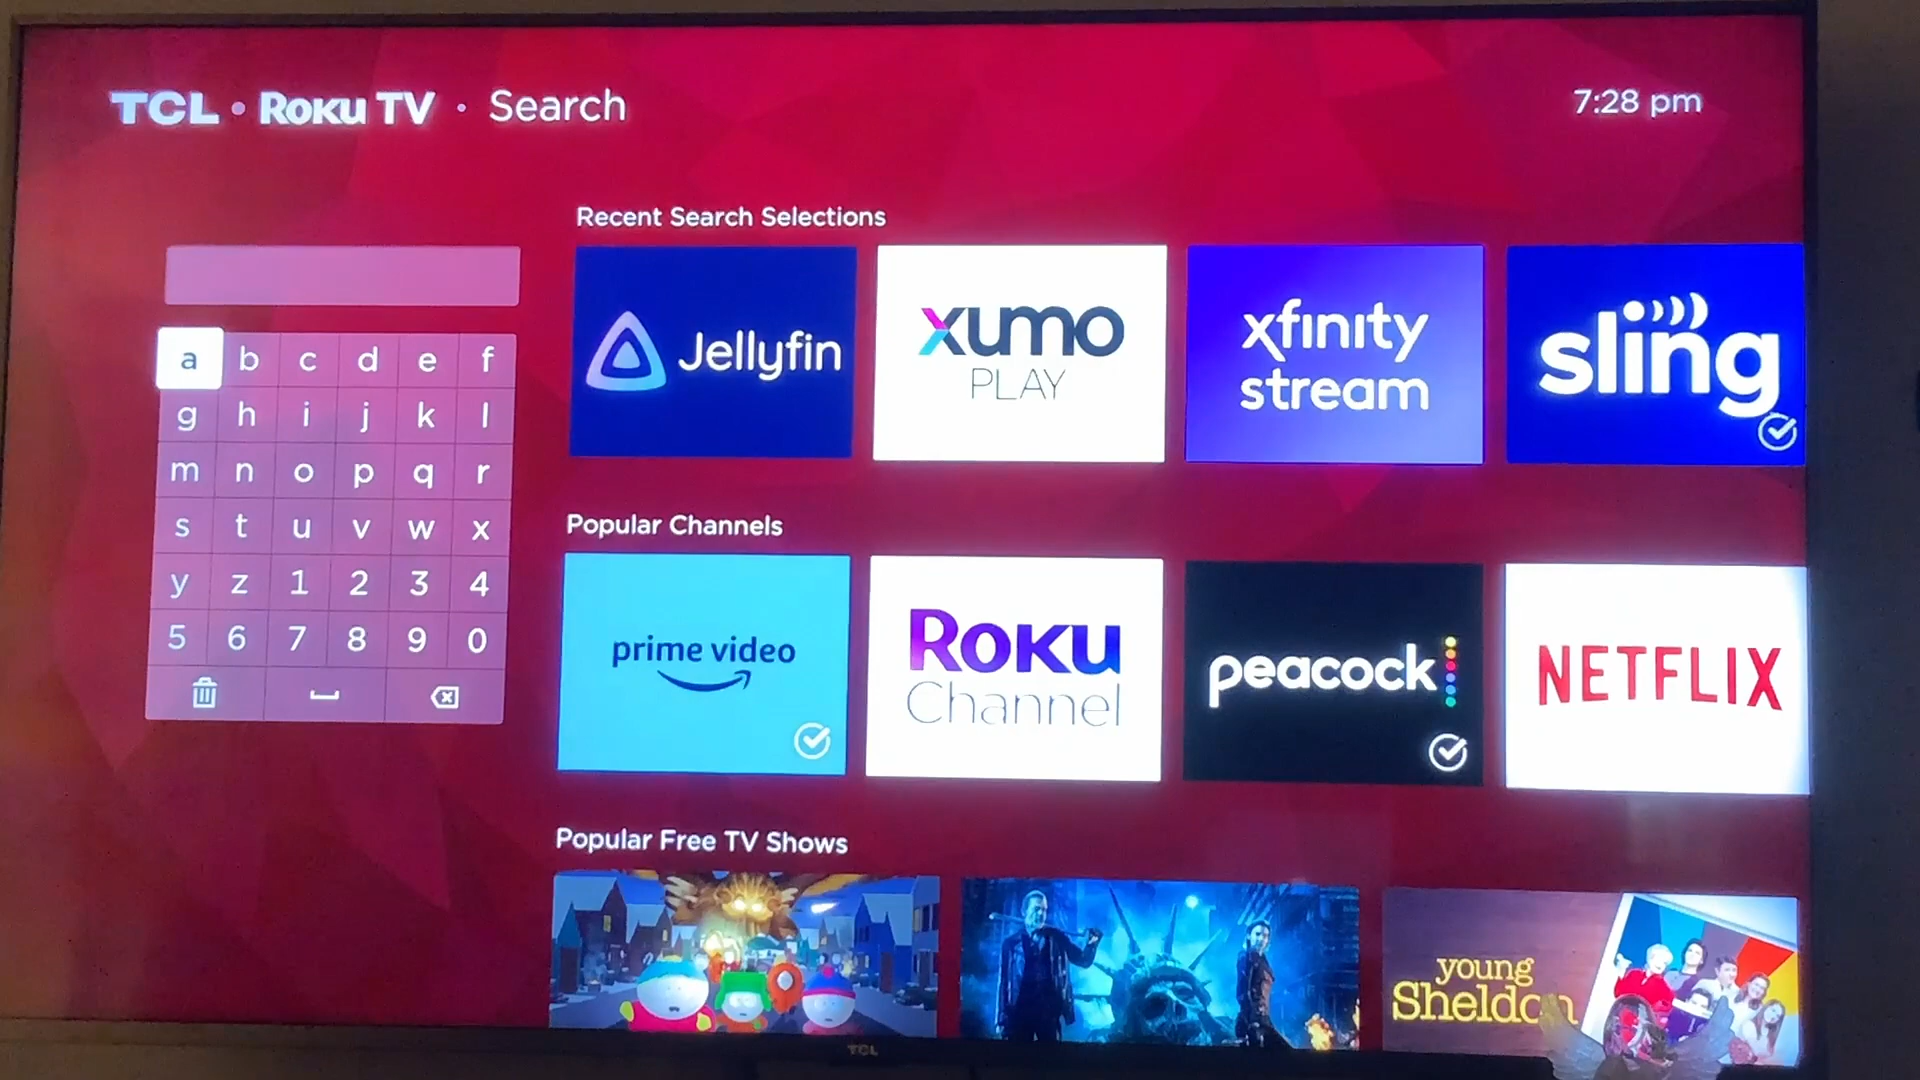 TCL • Roku TV • Search
7:28 pm
Recent Search Selections
Jellyfin
xumo
PLAY
xfinity
stream
sling
a b c d e f
g h i j k l
m n o p q r
s t u v w x
y z 1 2 3 4
5 6 7 8 9 0
Popular Channels
prime video
Roku
Channel
peacock
NETFLIX
Popular Free TV Shows
young
Sheldon
TCL